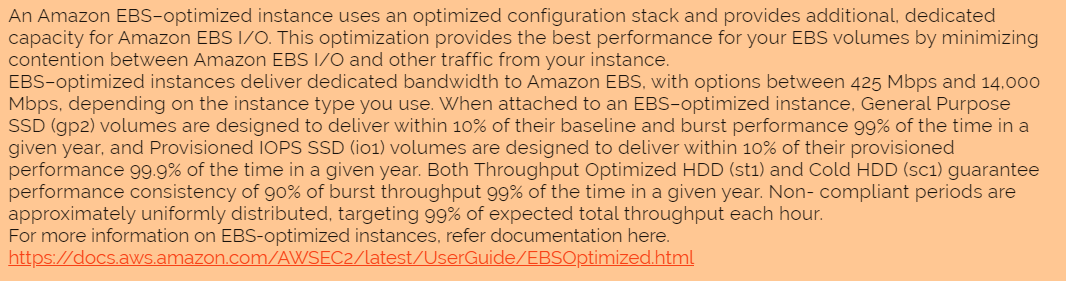 An Amazon EBS–optimized instance uses an optimized configuration stack and provides additional, dedicated
capacity for Amazon EBS I/O. This optimization provides the best performance for your EBS volumes by minimizing
contention between Amazon EBS I/O and other traffic from your instance.
EBS–optimized instances deliver dedicated bandwidth to Amazon EBS, with options between 425 Mbps and 14,000
Mbps, depending on the instance type you use. When attached to an EBS–optimized instance, General Purpose
SSD (gp2) volumes are designed to deliver within 10% of their baseline and burst performance 99% of the time in a
given year, and Provisioned IOPS SSD (io1) volumes are designed to deliver within 10% of their provisioned
performance 99.9% of the time in a given year. Both Throughput Optimized HDD (st1) and Cold HDD (sc1) guarantee
performance consistency of 90% of burst throughput 99% of the time in a given year. Non- compliant periods are
approximately uniformly distributed, targeting 99% of expected total throughput each hour.
For more information on EBS-optimized instances, refer documentation here.
https://docs.aws.amazon.com/AWSEC2/latest/UserGuide/EBSOptimized.html